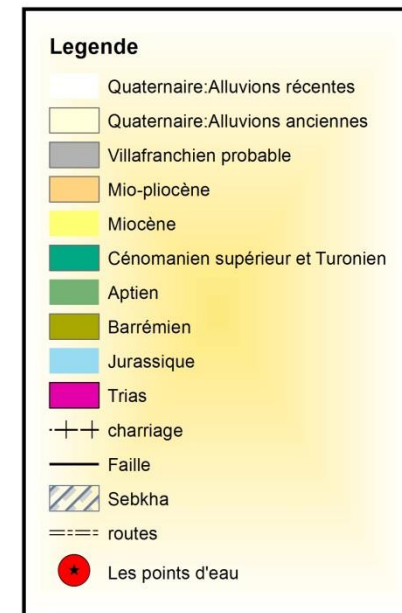 Legende
Quaternaire:Alluvions récentes
Quaternaire:Alluvions anciennes
Villafranchien probable
Mio-pliocène
Miocène
Cénomanien supérieur et Turonien
Aptien
Barrémien
Jurassique
Trias
charriage
Faille
Sebkha
routes
Les points d'eau